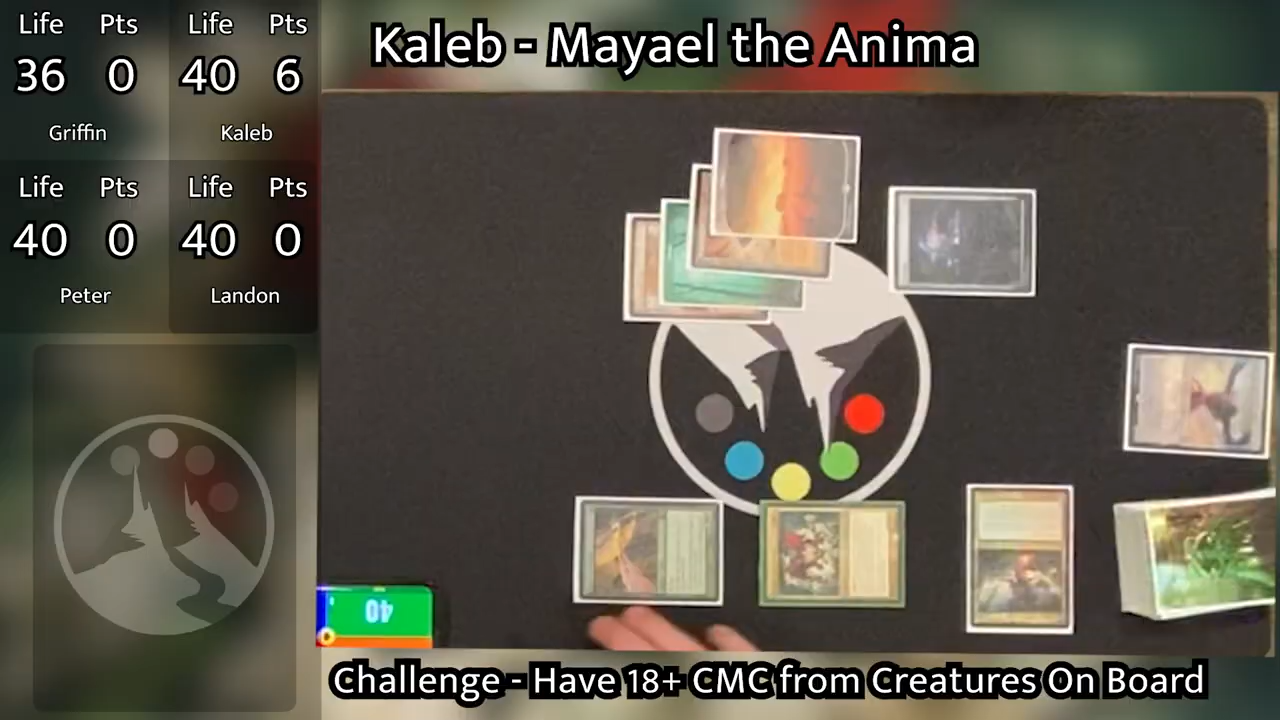 Life Pts Life Pts
36 0 40 6
Griffin Kaleb
Life Pts Life Pts
40 0 40 0
Peter Landon
Kaleb - Mayael the Anima
40
Challenge - Have 18+ CMC from Creatures On Board